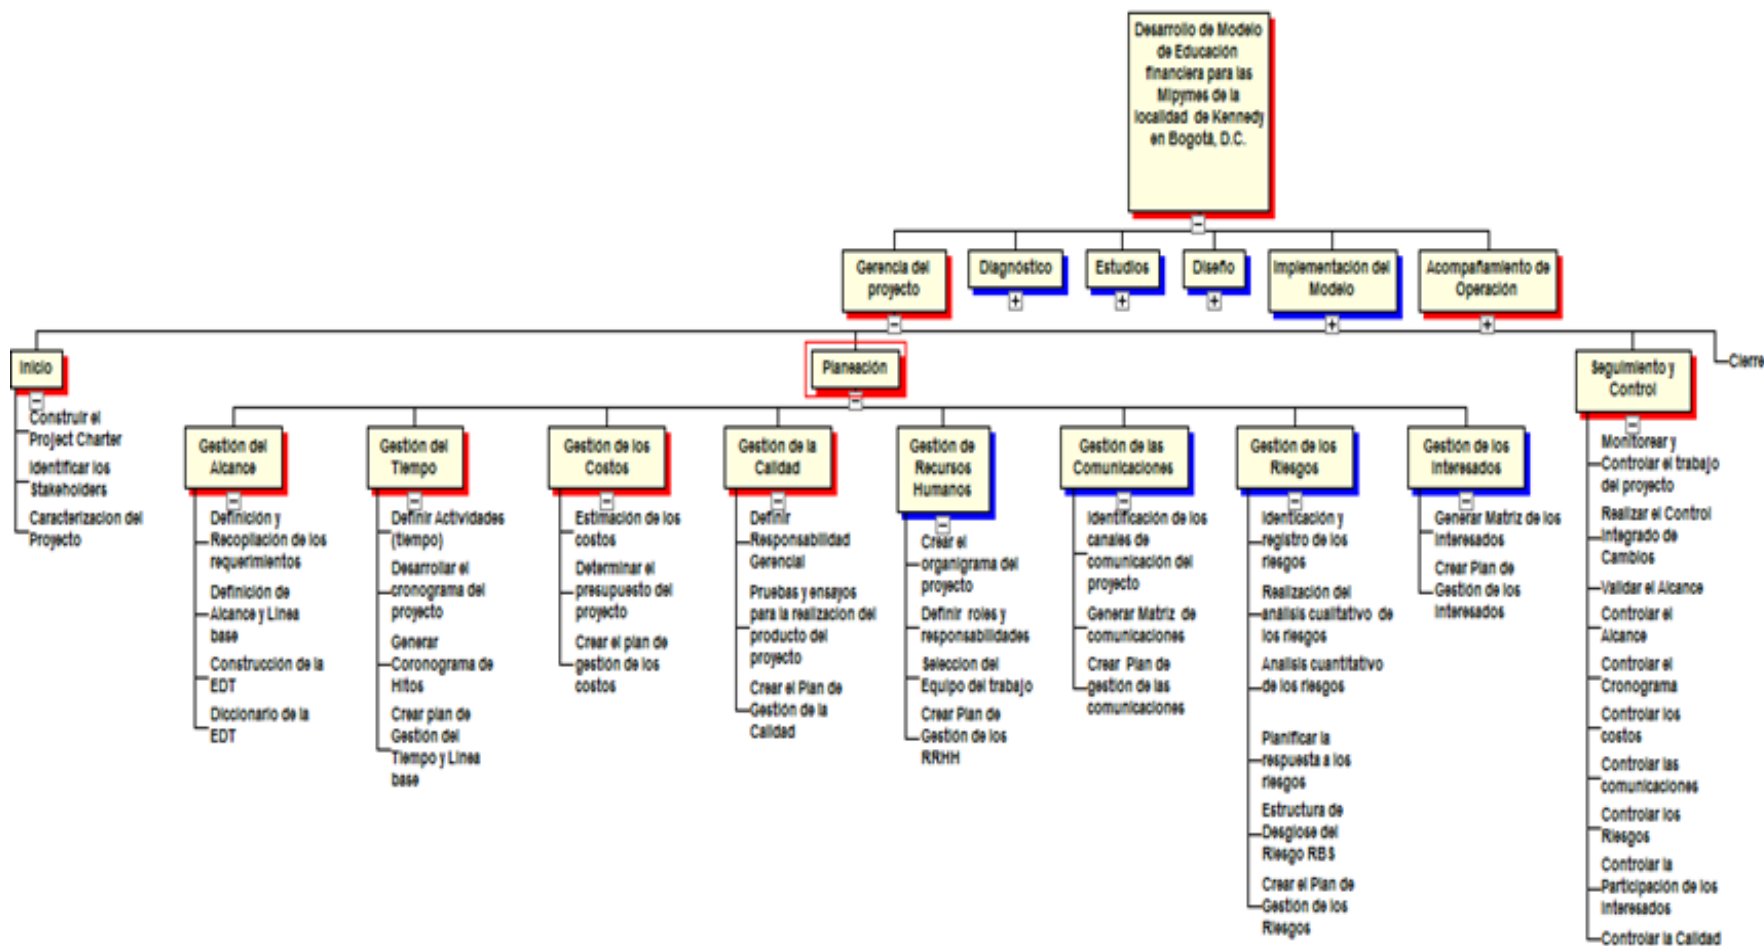 Desarrollo de Modelo
de Educación
financiera para las
Mipymes de la
localidad de Kennedy
en Bogotá, D.C.
Gerencia del
proyecto
Diagnóstico
Estudios
Diseño
Implementación del
Modelo
Acompañamiento de
Operación
Inicio
Construir el
Project Charter
Identificar los
Stakeholders
Caracterizacion del
Proyecto
Planeación
Gestión del
Alcance
Definición y
Recopilación de los
requerimientos
Definición de
Alcance y Linea
base
Construcción de la
EDT
Diccionario de la
EDT
Gestión del
Tiempo
Definir Actividades
(tiempo)
Desarrollar el
cronograma del
proyecto
Generar
Coronograma de
Hitos
Crear plan de
Gestión del
Tiempo y Linea
base
Gestión de los
Costos
Estimación de los
costos
Determinar el
presupuesto del
proyecto
Crear el plan de
gestión de los
costos
Gestión de la
Calidad
Definir
Responsabilidad
Gerencial
Pruebas y ensayos
para la realizacion del
producto del
proyecto
Crear el Plan de
Gestión de la
Calidad
Gestión de
Recursos
Humanos
Crear el
organigrama del
proyecto
Definir roles y
responsabilidades
Seleccion del
Equipo del trabajo
Crear Plan de
Gestión de los
RRHH
Gestión de las
Comunicaciones
Identificación de los
canales de
comunicación del
proyecto
Generar Matriz de
comunicaciones
Crear Plan de
gestión de las
comunicaciones
Gestión de los
Riesgos
Identicación y
registro de los
riesgos
Realización del
análisis cualitativo de
los riesgos
Analisis cuantitativo
de los riesgos
Planificar la
respuesta a los
riesgos
Estructura de
Desglose del
Riesgo RBS
Crear el Plan de
Gestión de los
Riesgos
Gestión de los
Interesados
Generar Matriz de los
Interesados
Crear Plan de
Gestión de los
Interesados
Seguimiento y
Control
Monitorear y
Controlar el trabajo
del proyecto
Realizar el Control
Integrado de
Cambios
Validar el Alcance
Controlar el
Alcance
Controlar el
Cronograma
Controlar los
costos
Controlar las
comunicaciones
Controlar los
Riesgos
Controlar la
Participación de los
Interesados
Controlar la Calidad
Cierre